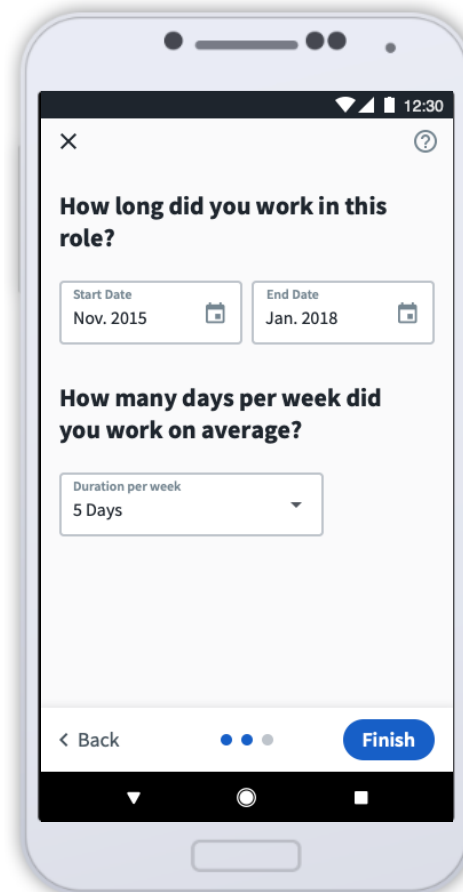 12:30
How long did you work in this
role?
Start Date
Nov. 2015
End Date
Jan. 2018
How many days per week did
you work on average?
Duration per week
5 Days
Back
Finish